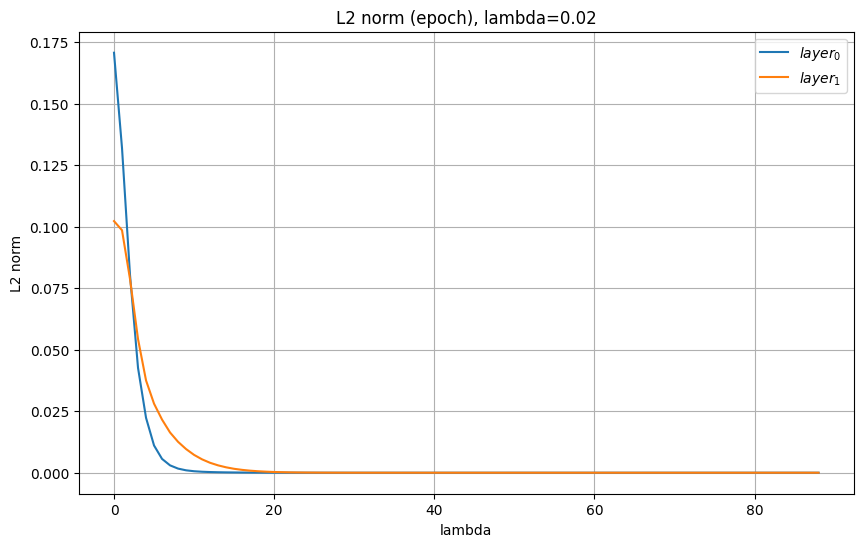 L2 norm (epoch), lambda=0.02
layer₀
layer₁
L2 norm
0.175
0.150
0.125
0.100
0.075
0.050
0.025
0.000
0 20 40 60 80
lambda